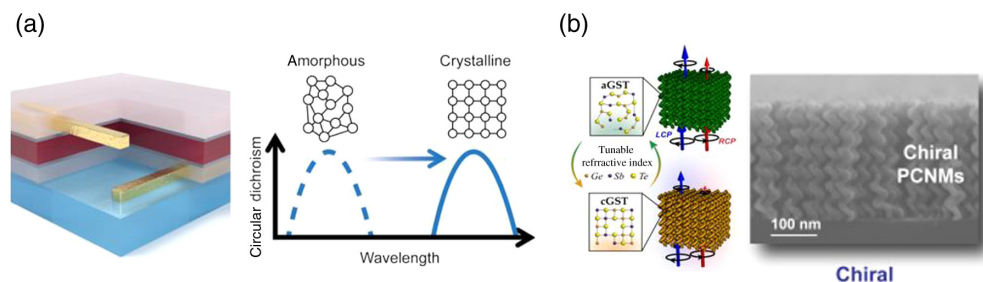 (a)
Amorphous
Crystalline
Circular dichroism
Wavelength
(b)
aGST
LCP
RCP
Tunable
refrractive index
Ge Sb Te
cGST
Chiral
PCNMs
100 nm
Chiral